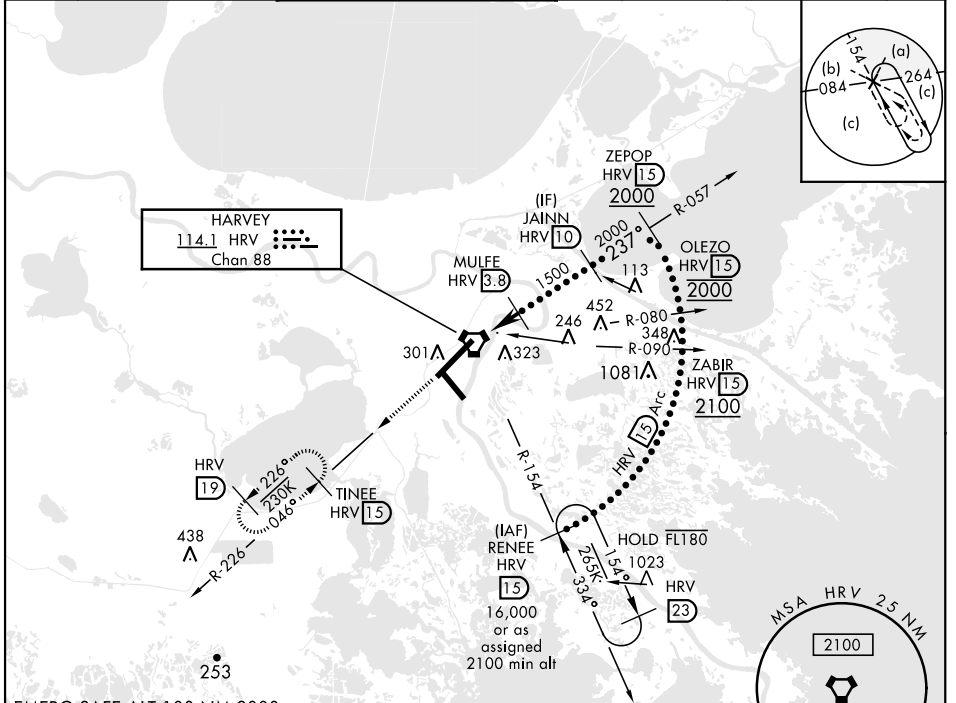 154
(a)
(b)
084
264
(c)
(c)
ZEPOP
HRV 15
2000
R-057
(IF)
JAINN
HRV 10
2000
237°
HARVEY
114.1 HRV
Chan 88
MULFE
HRV 3.8
1500
113
OLEZO
HRV 15
2000
452
246
R-080
348
R-090
301
323
1081
ZABIR
HRV 15
2100
HRV 15 Arc
R-154
HRV
19
226°
230K
046°
TINEE
HRV 15
438
R-226
(IAF)
RENEE
HRV
15
16,000
or as
assigned
2100 min alt
HOLD FL180
265K
154°
334°
1023
HRV
23
253
MSA HRV 25 NM
2100